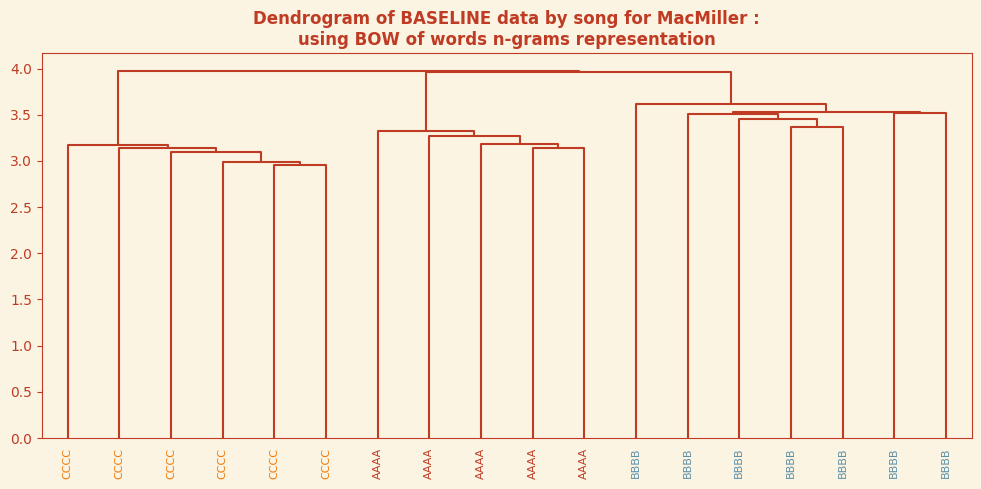 Dendrogram of BASELINE data by song for MacMiller :
using BOW of words n-grams representation
4.0
3.5
3.0
2.5
2.0
1.5
1.0
0.5
0.0
CCCC
CCCC
CCCC
CCCC
CCCC
CCCC
AAAA
AAAA
AAAA
AAAA
AAAA
BBBB
BBBB
BBBB
BBBB
BBBB
BBBB
BBBB